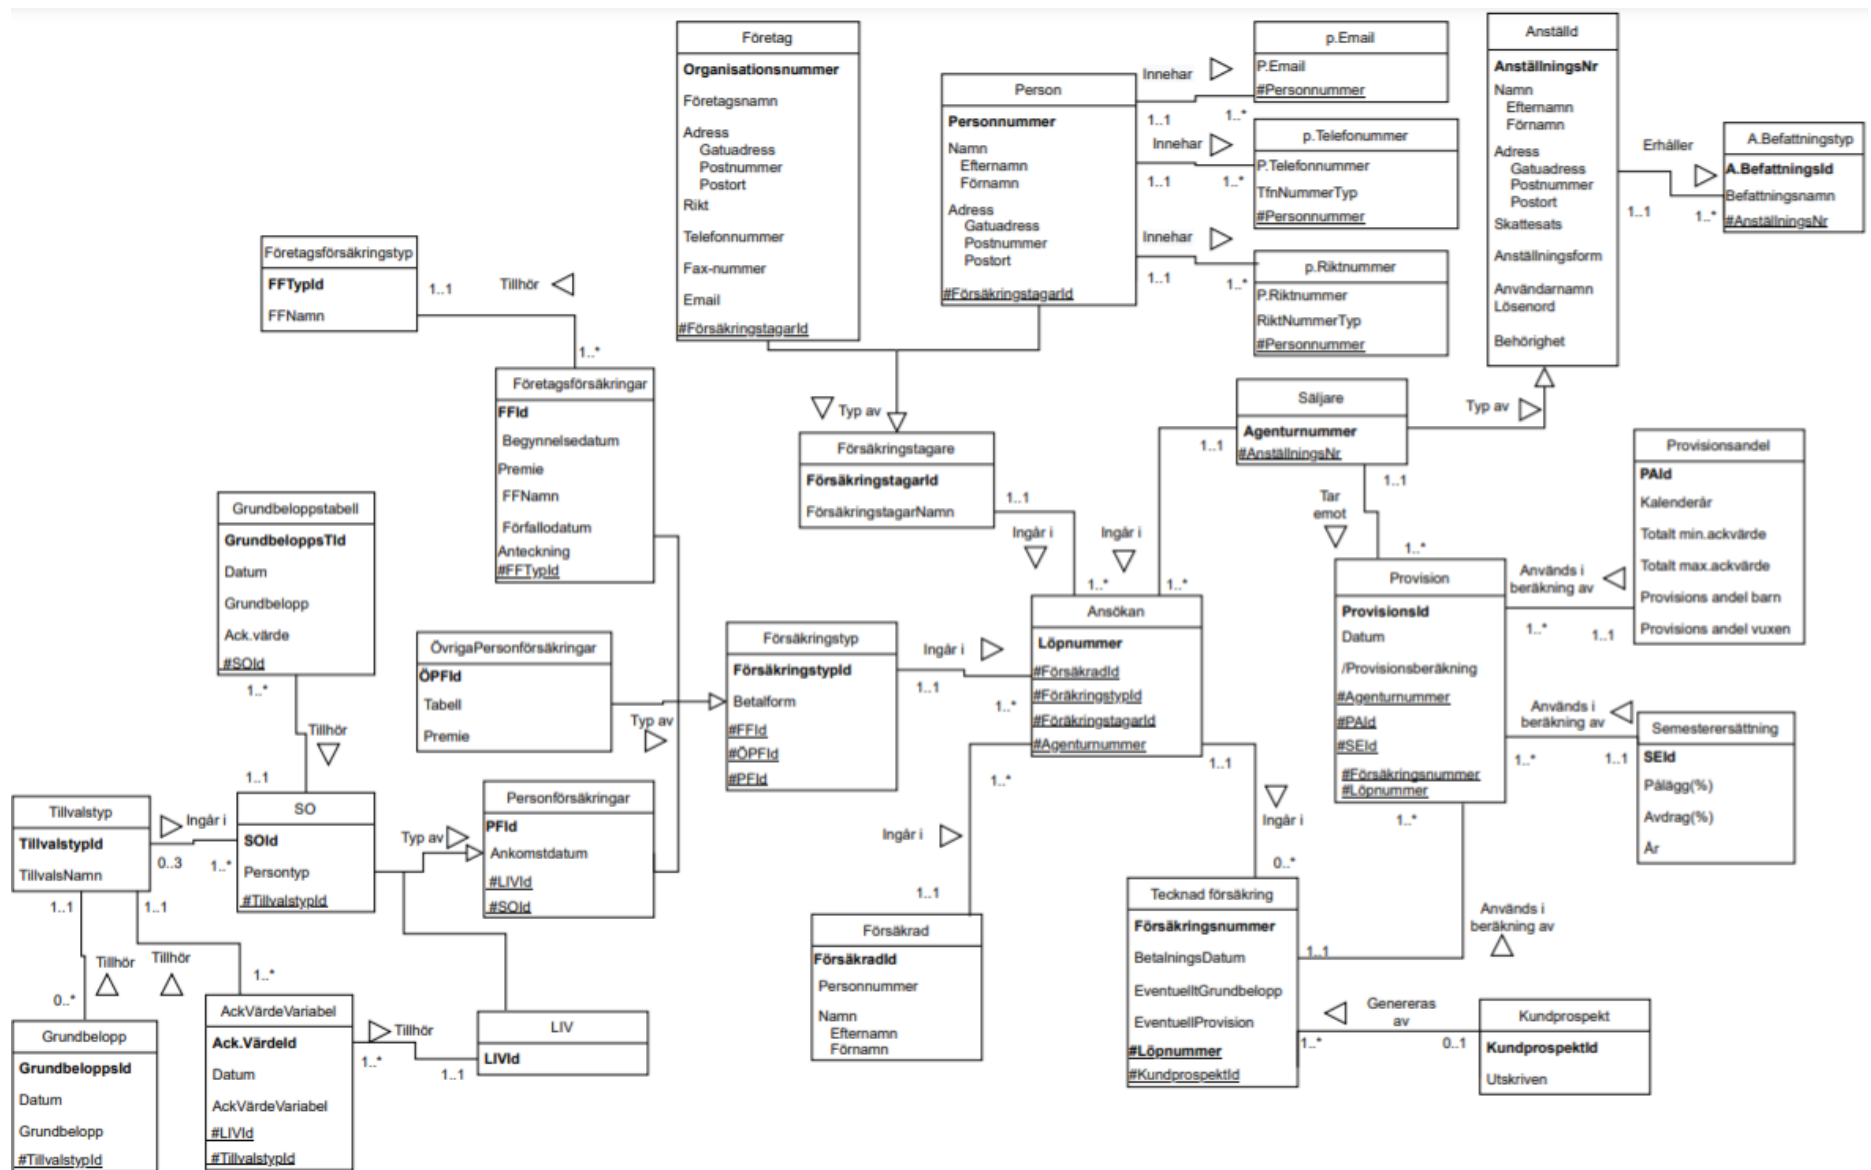 Företag
Organisationsnummer
Företagsnamn
Adress
Gatuadress
Postnummer
Postort
Rikt
Telefonnummer
Fax-nummer
Email
#FörsäkringstagarId
Person
Personnummer
Namn
Efternamn
Förnamn
Adress
Gatuadress
Postnummer
Postort
#FörsäkringstagarId
Innehar
1..1
1..*
p.Email
P.Email
#Personnummer
Innehar
1..1
1..*
p.Telefonummer
P.Telefonnummer
TfnNummerTyp
#Personnummer
Innehar
1..1
1..*
p.Riktnummer
P.Riktnummer
RiktNummerTyp
#Personnummer
Anställd
AnställningsNr
Namn
Efternamn
Förnamn
Adress
Gatuadress
Postnummer
Postort
Skattesats
Anställningsform
Användarnamn
Lösenord
Behörighet
Erhåller
1..1
1..*
A.Befattningstyp
A.BefattningsId
Befattningsnamn
#AnställningsNr
Företagsförsäkringstyp
FFTypId
FFNamn
1..1
Tillhör
1..*
Företagsförsäkringar
FFId
Begynnelsedatum
Premie
FFNamn
Förfallodatum
Anteckning
#FFTypId
Typ av
Försäkringstagare
FörsäkringstagarId
FörsäkringstagarNamn
1..1
Ingår i
1..*
Säljare
Agenturnummer
#AnställningsNr
Typ av
1..1
Ingår i
1..*
1..1
Tar
emot
1..*
Provisionsandel
PAId
Kalenderår
Totalt min.ackvärde
Totalt max.ackvärde
Provisions andel barn
Provisions andel vuxen
Används i
beräkning av
1..*
1..1
Provision
ProvisionsId
Datum
/Provisionsberäkning
#Agenturnummer
#PAId
#SEId
#Försäkringsnummer
#Löpnummer
Används i
beräkning av
1..*
1..1
Semesterersättning
SEId
Pålägg(%)
Avdrag(%)
År
Grundbeloppstabell
GrundbeloppsTId
Datum
Grundbelopp
Ack.värde
#SOId
1..*
Tillhör
1..1
ÖvrigaPersonförsäkringar
ÖPFId
Tabell
Premie
Typ av
Försäkringstyp
FörsäkringstypId
Betalform
#FFId
#ÖPFId
#PFId
Ingår i
1..1
1..*
Ansökan
Löpnummer
#FörsäkradId
#FöräkringstypId
#FöräkringstagarId
#Agenturnummer
1..*
Ingår i
1..1
1..1
Ingår i
0..*
1..*
Används i
beräkning av
1..1
Tillvalstyp
TillvalstypId
TillvalsNamn
Ingår i
0..3
1..*
SO
SOId
Persontyp
#TillvalstypId
Typ av
Personförsäkringar
PFId
Ankomstdatum
#LIVId
#SOId
1..1
1..1
Tillhör
Tillhör
0..*
1..*
Grundbelopp
GrundbeloppsId
Datum
Grundbelopp
#TillvalstypId
AckVärdeVariabel
Ack.VärdeId
Datum
AckVärdeVariabel
#LIVId
#TillvalstypId
Tillhör
1..*
1..1
LIV
LIVId
Försäkrad
FörsäkradId
Personnummer
Namn
Efternamn
Förnamn
Tecknad försäkring
Försäkringsnummer
BetalningsDatum
EventuelltGrundbelopp
EventuellProvision
#Löpnummer
#KundprospektId
Genereras
av
1..*
0..1
Kundprospekt
KundprospektId
Utskriven